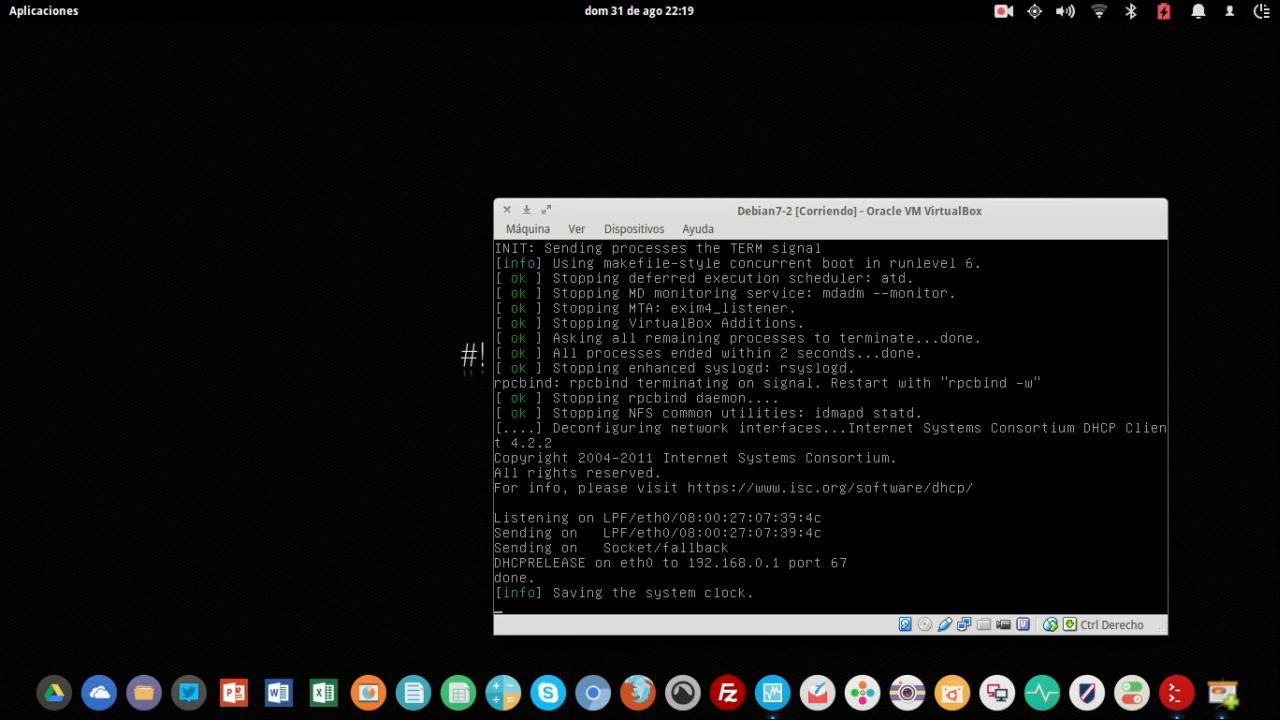 Aplicaciones
dom 31 de ago 22:19
Debian7-2 [Corriendo] - Oracle VM VirtualBox
Máquina Ver Dispositivos Ayuda
INIT: Sending processes the TERM signal
[info] Using makefile-style concurrent boot in runlevel 6.
[ ok ] Stopping deferred execution scheduler: atd.
[ ok ] Stopping MD monitoring service: mdadm --monitor.
[ ok ] Stopping MTA: exim4_listener.
[ ok ] Stopping VirtualBox Additions.
[ ok ] Asking all remaining processes to terminate...done.
[ ok ] All processes ended within 2 seconds...done.
[ ok ] Stopping enhanced syslogd: rsyslogd.
#!
rpcbind: rpcbind terminating on signal. Restart with "rpcbind -w"
[ ok ] Stopping rpcbind daemon....
[ ok ] Stopping NFS common utilities: idmapd statd.
[....] Deconfiguring network interfaces...Internet Systems Consortium DHCP Clien
t 4.2.2
Copyright 2004-2011 Internet Systems Consortium.
All rights reserved.
For info, please visit https://www.isc.org/software/dhcp/
Listening on LPF/eth0/08:00:27:07:39:4c
Sending on   LPF/eth0/08:00:27:07:39:4c
Sending on   Socket/fallback
DHCPRELEASE on eth0 to 192.168.0.1 port 67
done.
[info] Saving the system clock.
Ctrl Derecho